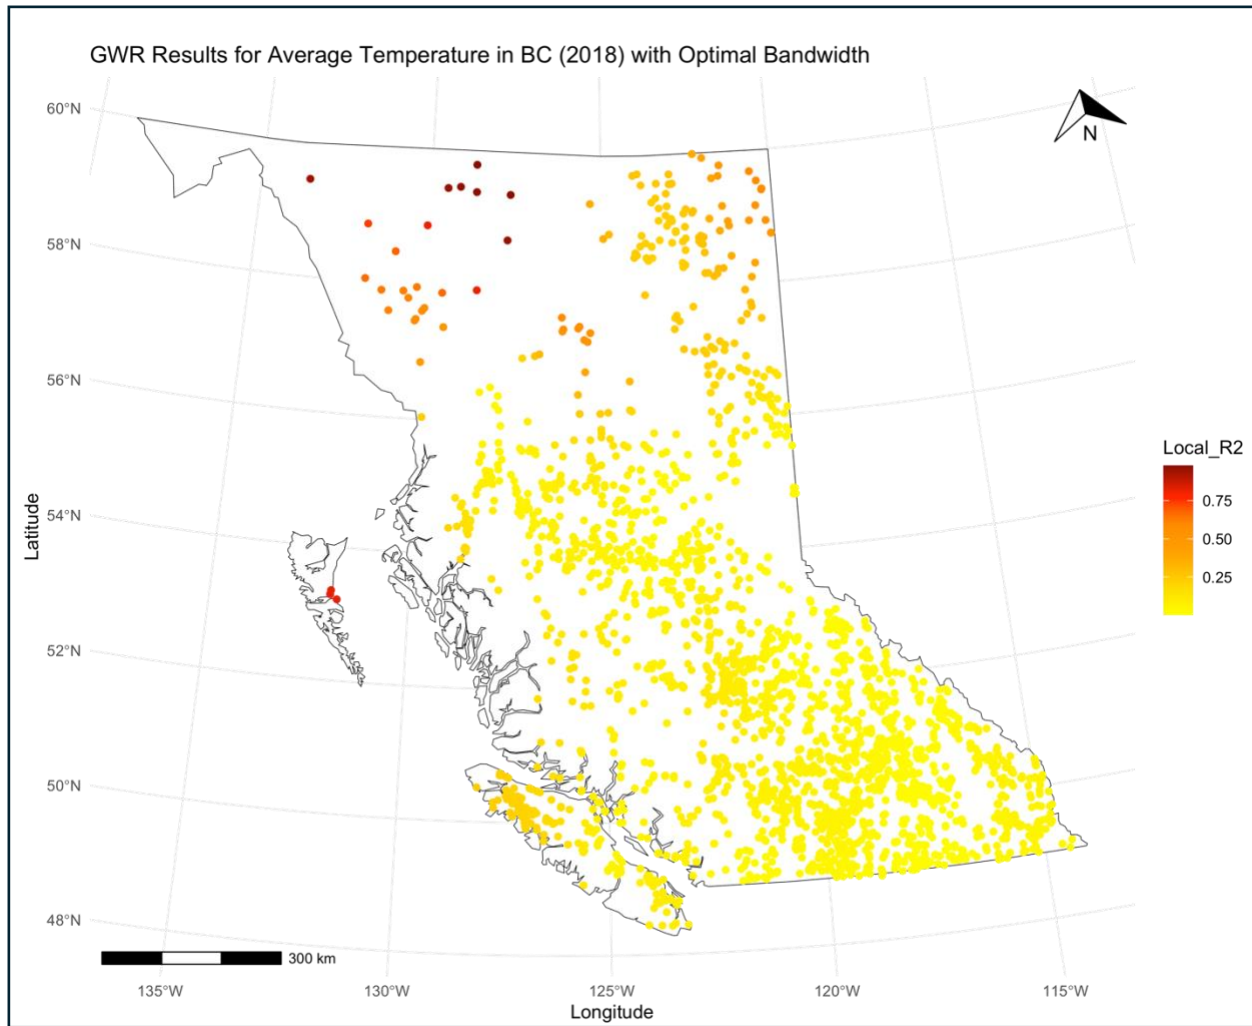 GWR Results for Average Temperature in BC (2018) with Optimal Bandwidth
N
60°N
58°N
56°N
54°N
52°N
50°N
48°N
Latitude
Local_R2
0.75
0.50
0.25
300 km
135°W
130°W
125°W
120°W
115°W
Longitude